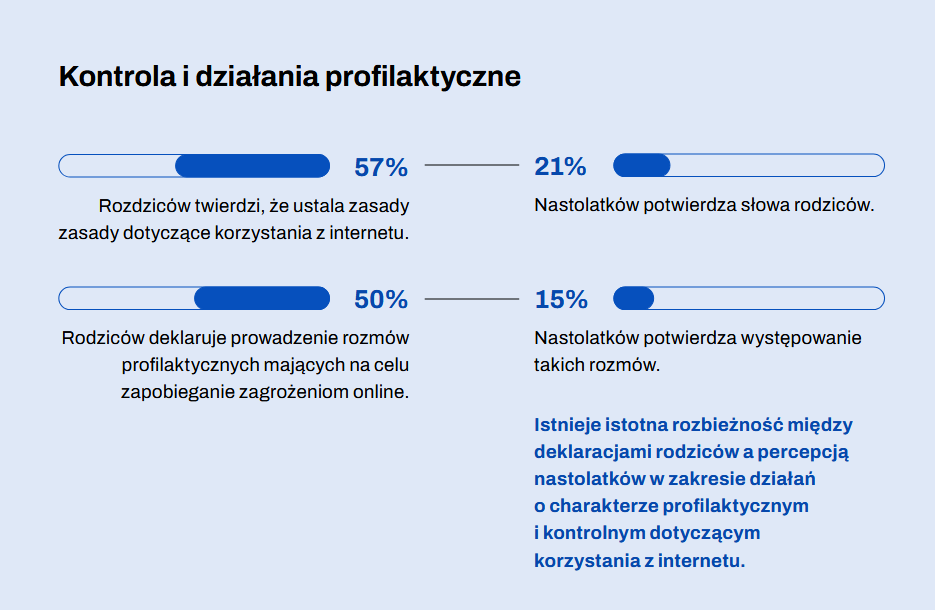 Kontrola i działania profilaktyczne
57%
Rozdziców twierdzi, że ustala zasady
zasady dotyczące korzystania z internetu.
21%
Nastolatków potwierdza słowa rodziców.
50%
Rodziców deklaruje prowadzenie rozmów
profilaktycznych mających na celu
zapobieganie zagrożeniom online.
15%
Nastolatków potwierdza występowanie
takich rozmów.
Istnieje istotna rozbieżność między
deklaracjami rodziców a percepcją
nastolatków w zakresie działań
o charakterze profilaktycznym
i kontrolnym dotyczącym
korzystania z internetu.